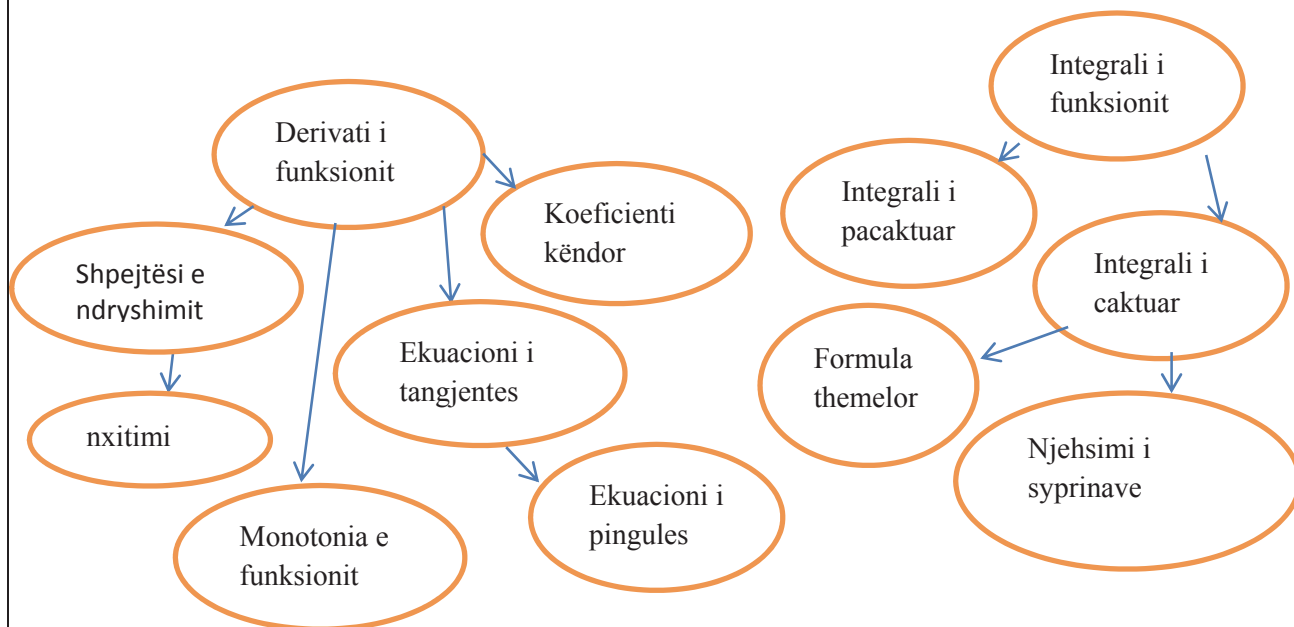 Derivati i
funksionit
Koeficienti
këndor
Shpejtësi e
ndryshimit
Ekuacioni i
tangjentes
nxitimi
Ekuacioni i
pingules
Monotonia e
funksionit
Integrali i
funksionit
Integrali i
pacaktuar
Integrali i
caktuar
Formula
themelor
Njehsimi i
syprinave